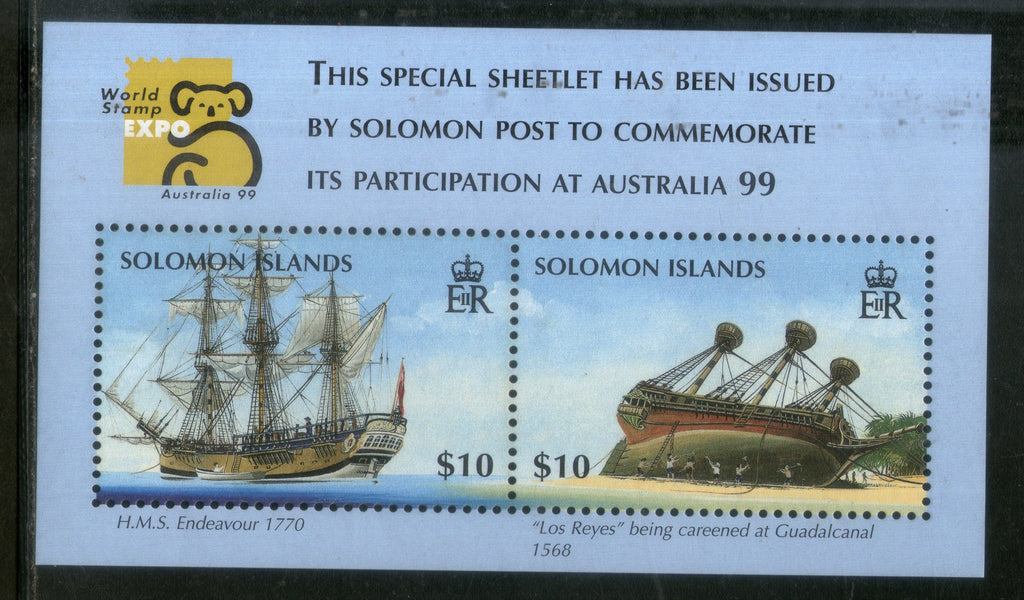 World
Stamp
EXPO
Australia 99
THIS SPECIAL SHEETLET HAS BEEN ISSUED
BY SOLOMON POST TO COMMEMORATE
ITS PARTICIPATION AT AUSTRALIA 99
SOLOMON ISLANDS
EIIR
$10
SOLOMON ISLANDS
EIIR
$10
H.M.S. Endeavour 1770
"Los Reyes" being careened at Guadalcanal
1568